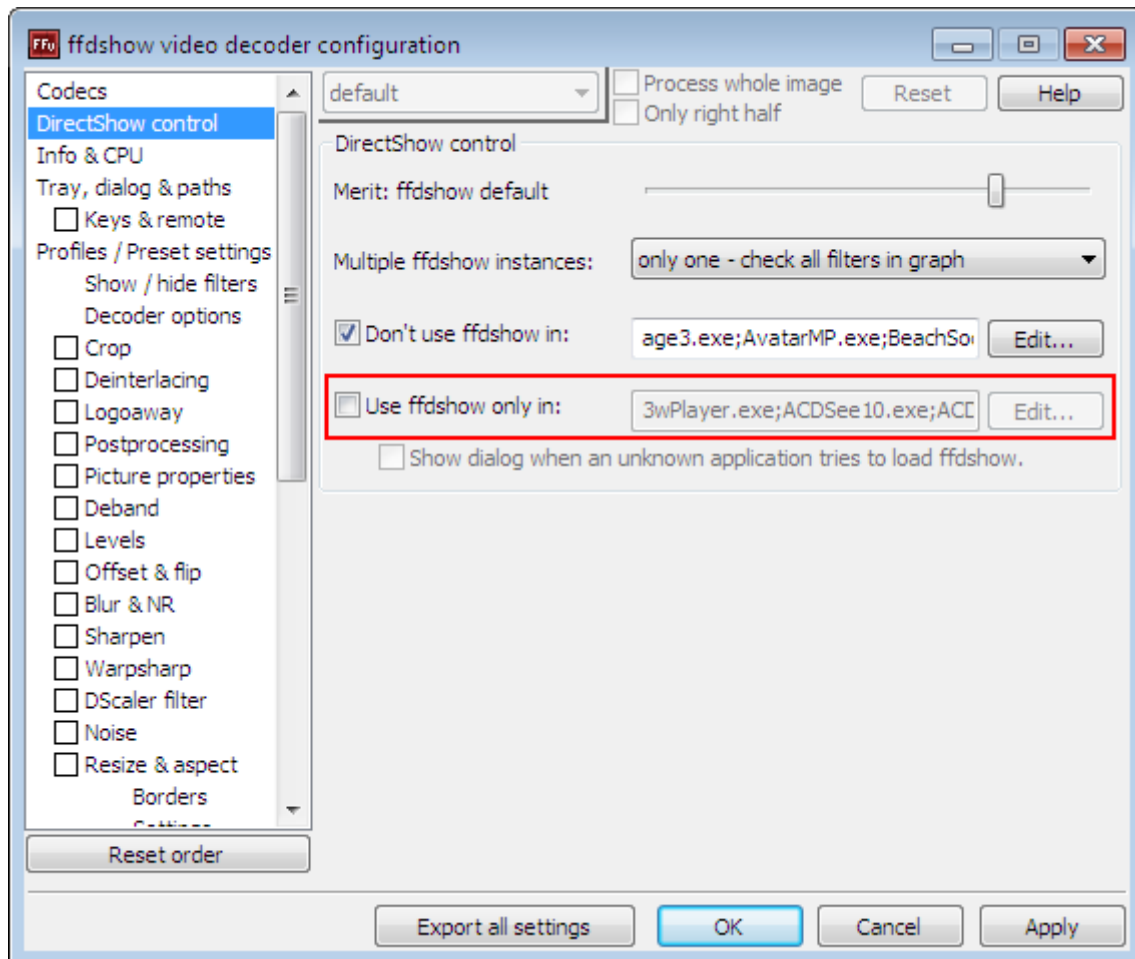 FFv ffdshow video decoder configuration
Codecs
DirectShow control
Info & CPU
Tray, dialog & paths
Keys & remote
Profiles / Preset settings
Show / hide filters
Decoder options
Crop
Deinterlacing
Logoaway
Postprocessing
Picture properties
Deband
Levels
Offset & flip
Blur & NR
Sharpen
Warpsharp
DScaler filter
Noise
Resize & aspect
Borders
Reset order
default
Process whole image
Only right half
Reset
Help
DirectShow control
Merit: ffdshow default
Multiple ffdshow instances: only one - check all filters in graph
Don't use ffdshow in: age3.exe;AvatarMP.exe;BeachSo Edit...
Use ffdshow only in: 3wPlayer.exe;ACDSee10.exe;ACD Edit...
Show dialog when an unknown application tries to load ffdshow.
Export all settings OK Cancel Apply